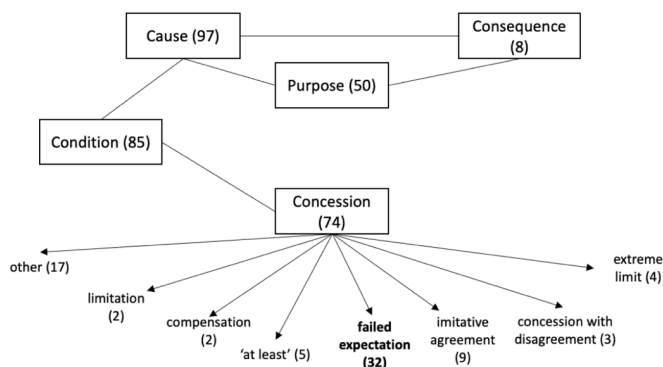 Cause (97)
Consequence
(8)
Purpose (50)
Condition (85)
Concession
(74)
other (17)
limitation
(2)
compensation
(2)
‘at least’ (5)
failed
expectation
(32)
imitative
agreement
(9)
concession with
disagreement (3)
extreme
limit (4)